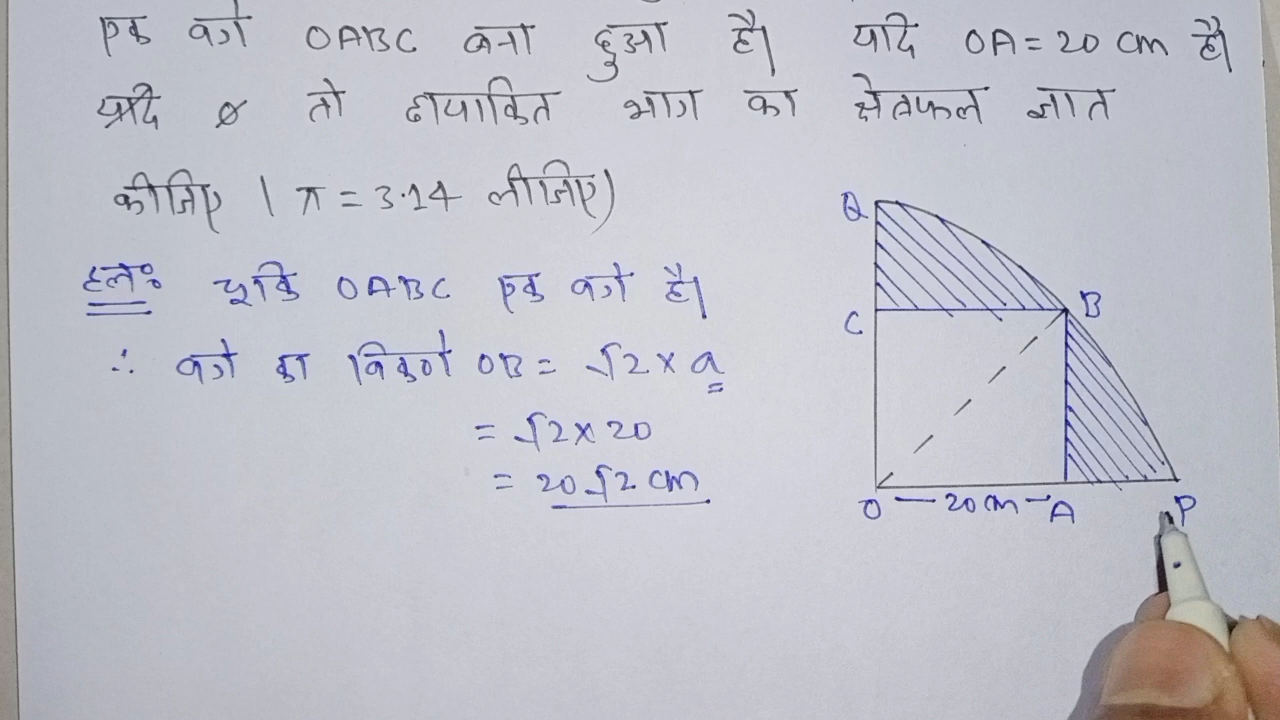 एक वर्ग OABC बना हुआ है। यदि OA = 20 cm है।
यदि तो छायांकित भाग का क्षेत्रफल ज्ञात
कीजिए (π = 3.14 लीजिए)
हलः चूंकि OABC एक वर्ग है।
∴ वर्ग का विकर्ण OB = √2 × a
= √2 × 20
= 20√2 cm
Q
C
B
O — 20 cm — A
P